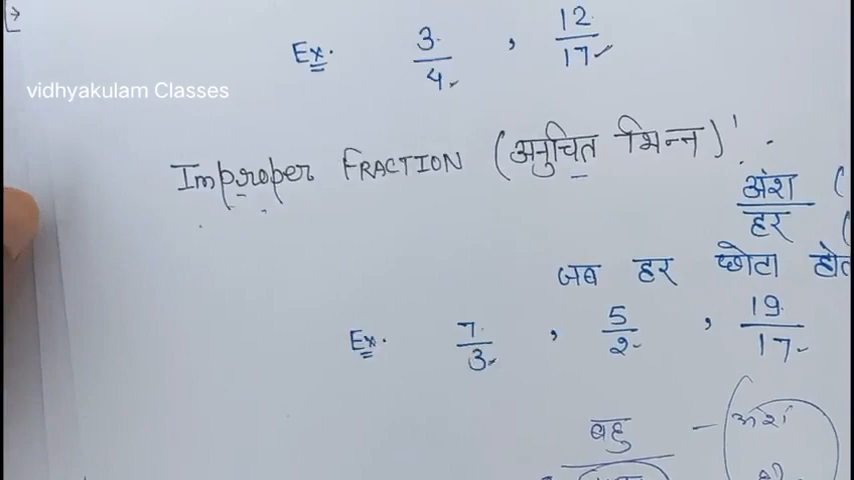 Ex. 3/4 , 12/17
vidhyakulam Classes
Improper FRACTION (अनुचित भिन्न)
अंश (
हर (
जब हर छोटा
Ex. 7/3 , 5/2 , 19/17
बहु - अंश